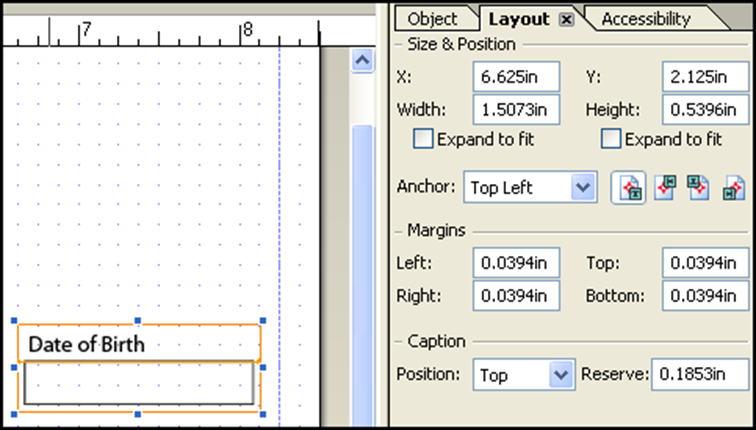 7 8
Date of Birth
Object Layout Accessibility
Size & Position
X: 6.625in Y: 2.125in
Width: 1.5073in Height: 0.5396in
Expand to fit Expand to fit
Anchor: Top Left
Margins
Left: 0.0394in Top: 0.0394in
Right: 0.0394in Bottom: 0.0394in
Caption
Position: Top Reserve: 0.1853in